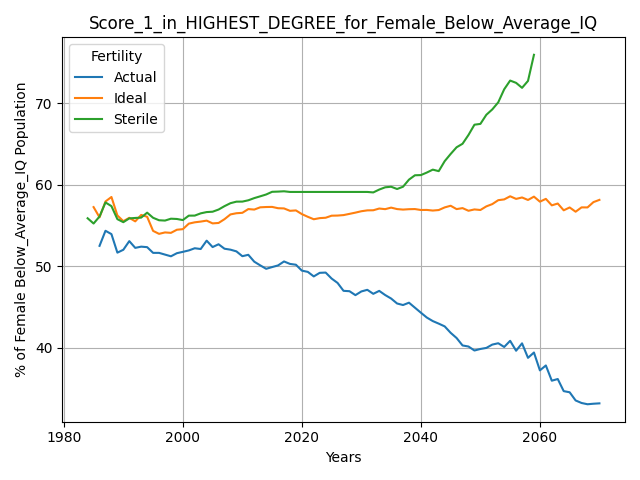 Score_1_in_HIGHEST_DEGREE_for_Female_Below_Average_IQ
Fertility
Actual
Ideal
Sterile
% of Female Below_Average_IQ Population
70
60
50
40
1980
2000
2020
2040
2060
Years